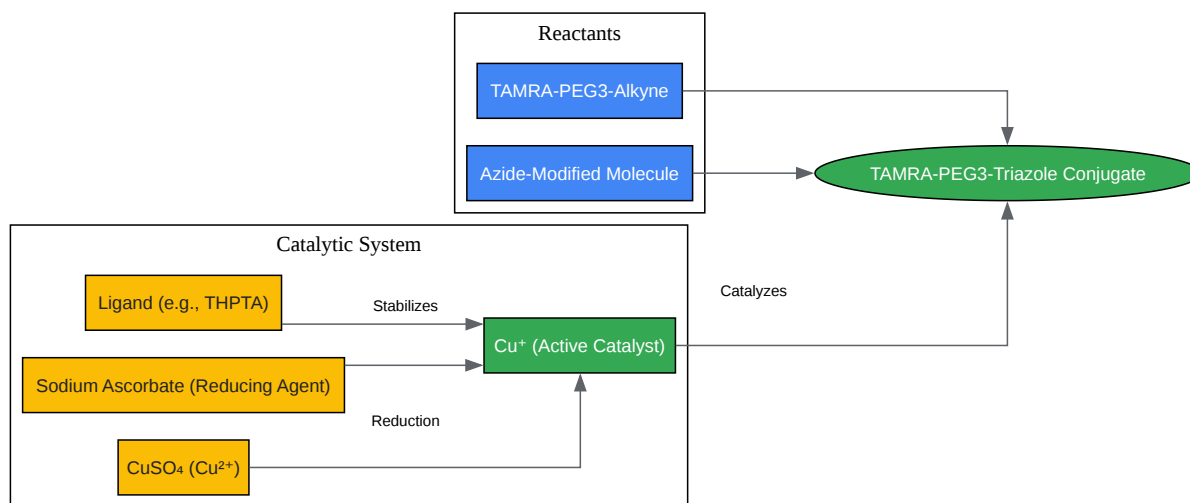 Reactants
TAMRA-PEG3-Alkyne
Azide-Modified Molecule
TAMRA-PEG3-Triazole Conjugate
Catalytic System
Ligand (e.g., THPTA)
Stabilizes
Catalyzes
Cu⁺ (Active Catalyst)
Sodium Ascorbate (Reducing Agent)
Reduction
CuSO₄ (Cu²⁺)